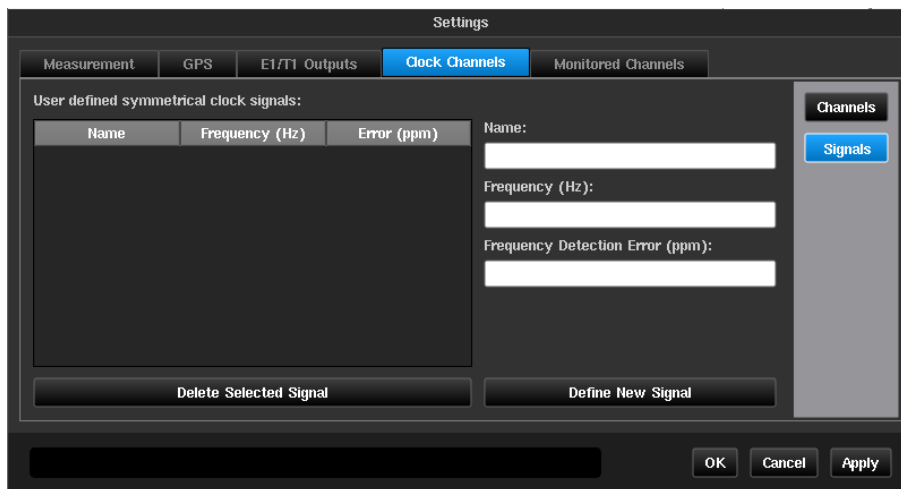 Settings
Measurement GPS E1/T1 Outputs Clock Channels Monitored Channels
User defined symmetrical clock signals:
Name Frequency (Hz) Error (ppm)
Name:
Frequency (Hz):
Frequency Detection Error (ppm):
Channels
Signals
Delete Selected Signal Define New Signal
OK Cancel Apply